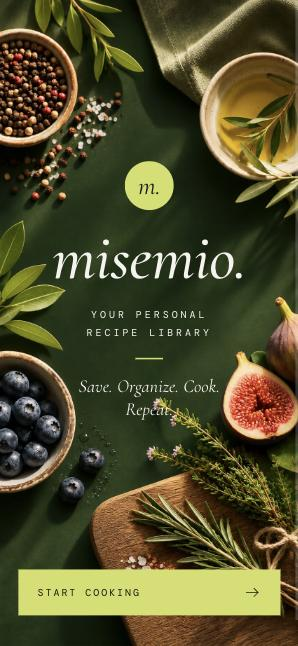 m.
misemio.
YOUR PERSONAL
RECIPE LIBRARY
Save. Organize. Cook.
Repeat.
START COOKING →